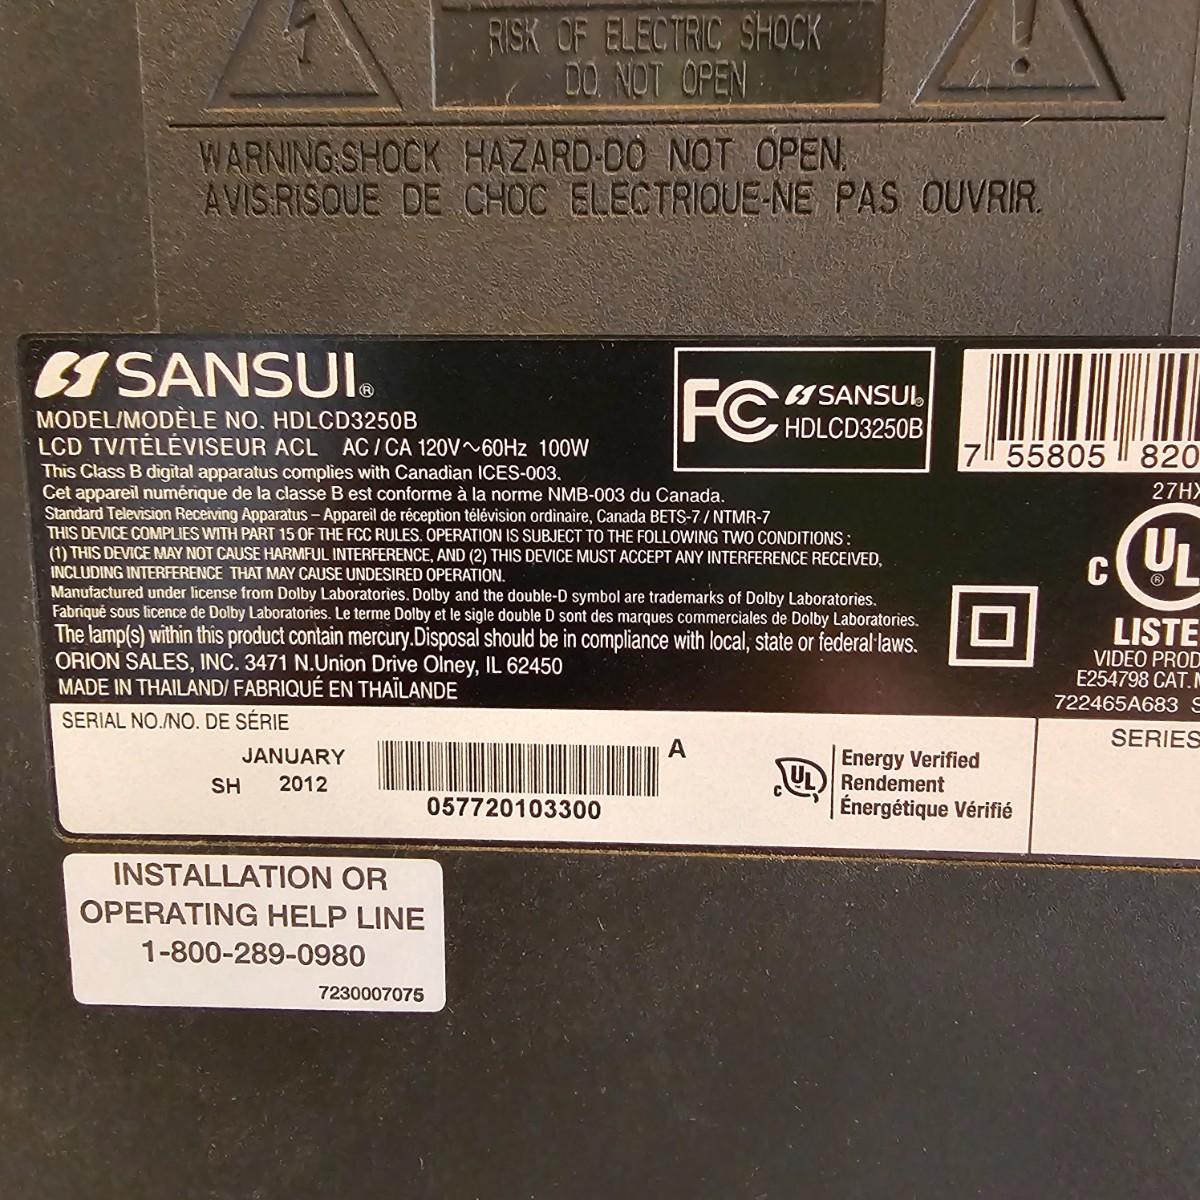 RISK OF ELECTRIC SHOCK
DO NOT OPEN
WARNING:SHOCK HAZARD-DO NOT OPEN.
AVIS:RISQUE DE CHOC ELECTRIQUE-NE PAS OUVRIR.
SANSUI®
MODEL/MODÈLE NO. HDLCD3250B
LCD TV/TÉLÉVISEUR ACL AC / CA 120V~60Hz 100W
This Class B digital apparatus complies with Canadian ICES-003.
Cet appareil numérique de la classe B est conforme à la norme NMB-003 du Canada.
Standard Television Receiving Apparatus – Appareil de réception télévision ordinaire, Canada BETS-7 / NTMR-7
THIS DEVICE COMPLIES WITH PART 15 OF THE FCC RULES. OPERATION IS SUBJECT TO THE FOLLOWING TWO CONDITIONS :
(1) THIS DEVICE MAY NOT CAUSE HARMFUL INTERFERENCE, AND (2) THIS DEVICE MUST ACCEPT ANY INTERFERENCE RECEIVED,
INCLUDING INTERFERENCE THAT MAY CAUSE UNDESIRED OPERATION.
Manufactured under license from Dolby Laboratories. Dolby and the double-D symbol are trademarks of Dolby Laboratories.
Fabriqué sous licence de Dolby Laboratories. Le terme Dolby et le sigle double D sont des marques commerciales de Dolby Laboratories.
The lamp(s) within this product contain mercury.Disposal should be in compliance with local, state or federal laws.
ORION SALES, INC. 3471 N.Union Drive Olney, IL 62450
MADE IN THAILAND/ FABRIQUÉ EN THAÏLANDE
FC SANSUI®
HDLCD3250B
7 55805 820
27HX
C UL ®
LISTE
VIDEO PROD
E254798 CAT.
722465A683 S
SERIAL NO./NO. DE SÉRIE
JANUARY
SH 2012
A
057720103300
C UL
Energy Verified
Rendement
Énergétique Vérifié
SERIES
INSTALLATION OR
OPERATING HELP LINE
1-800-289-0980
7230007075